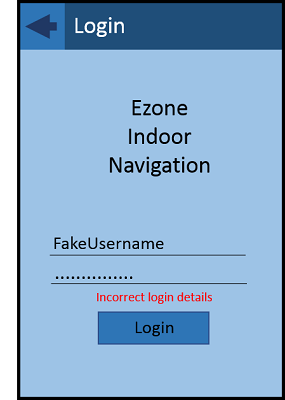 Login
Ezone
Indoor
Navigation
FakeUsername
...............
Incorrect login details
Login